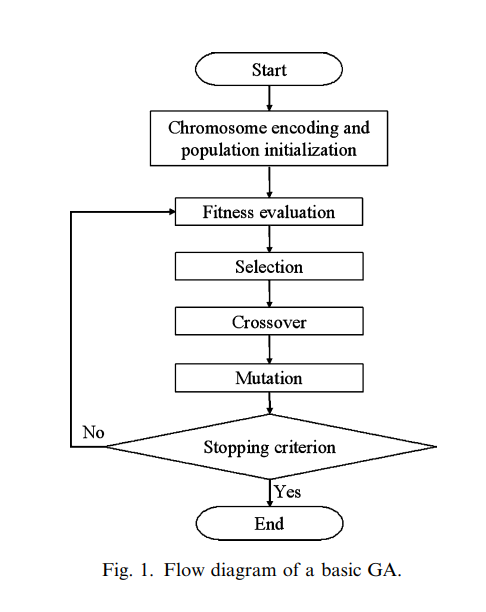 Start
Chromosome encoding and
population initialization
Fitness evaluation
Selection
Crossover
Mutation
No
Stopping criterion
Yes
End
Fig. 1. Flow diagram of a basic GA.